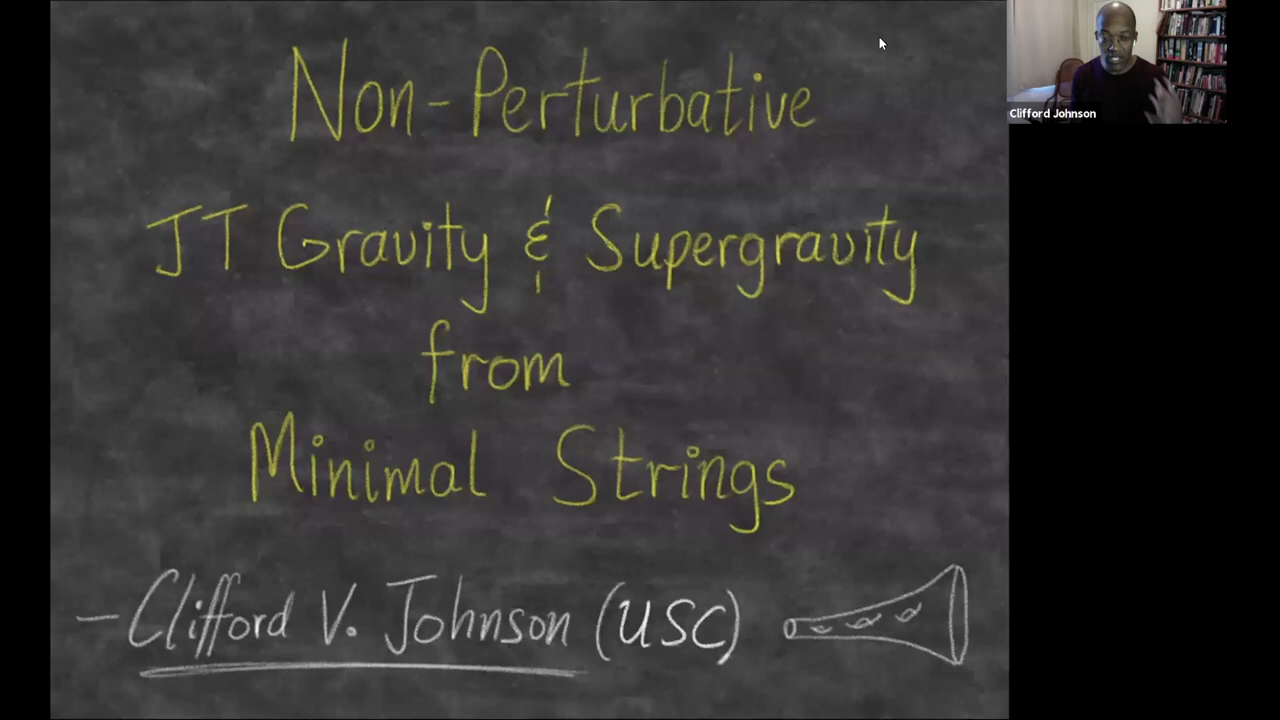 Non-Perturbative
JT Gravity & Supergravity
from
Minimal Strings
- Clifford V. Johnson (USC)
Clifford Johnson